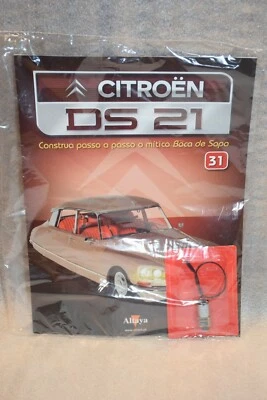 CITROËN
DS 21
Construa passo a passo o mítico Boca de Sapo
31
Altaya